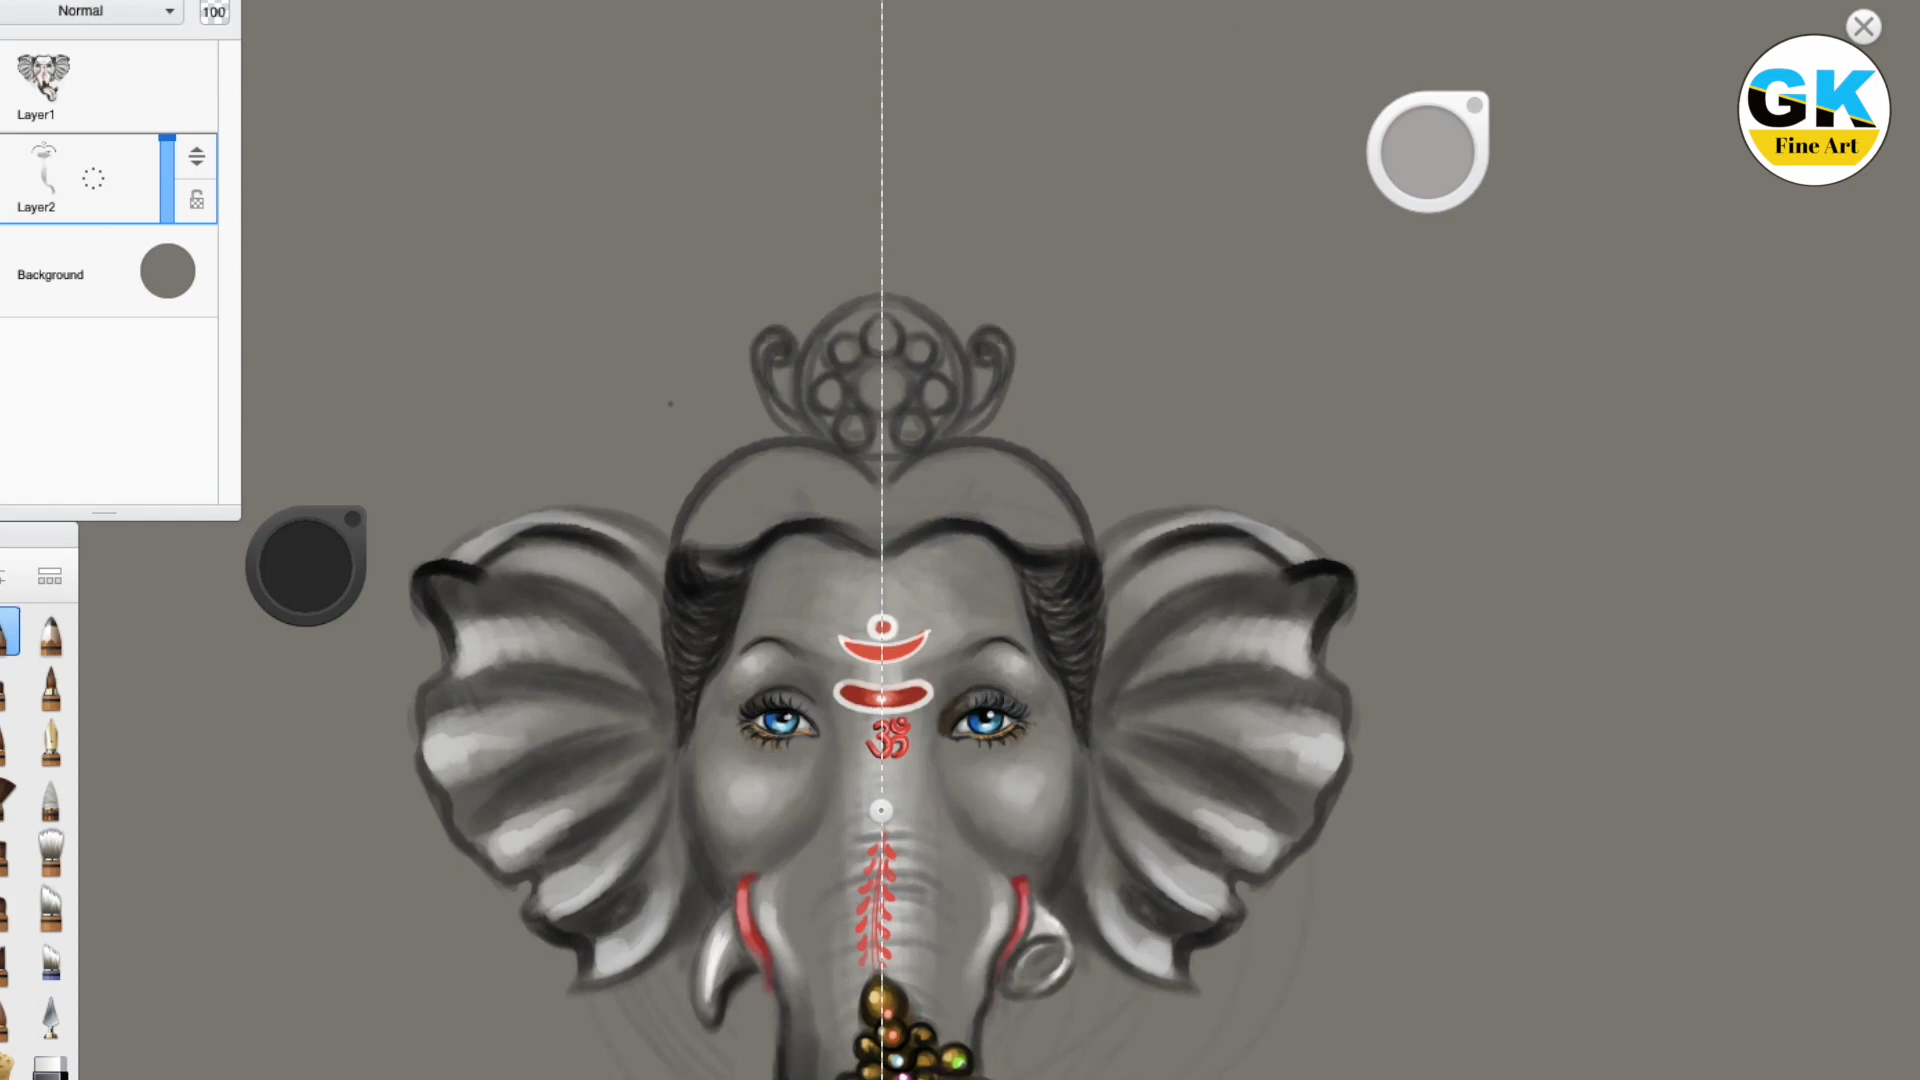 Normal
100
Layer1
Layer2
Background
GK
Fine Art
ॐ